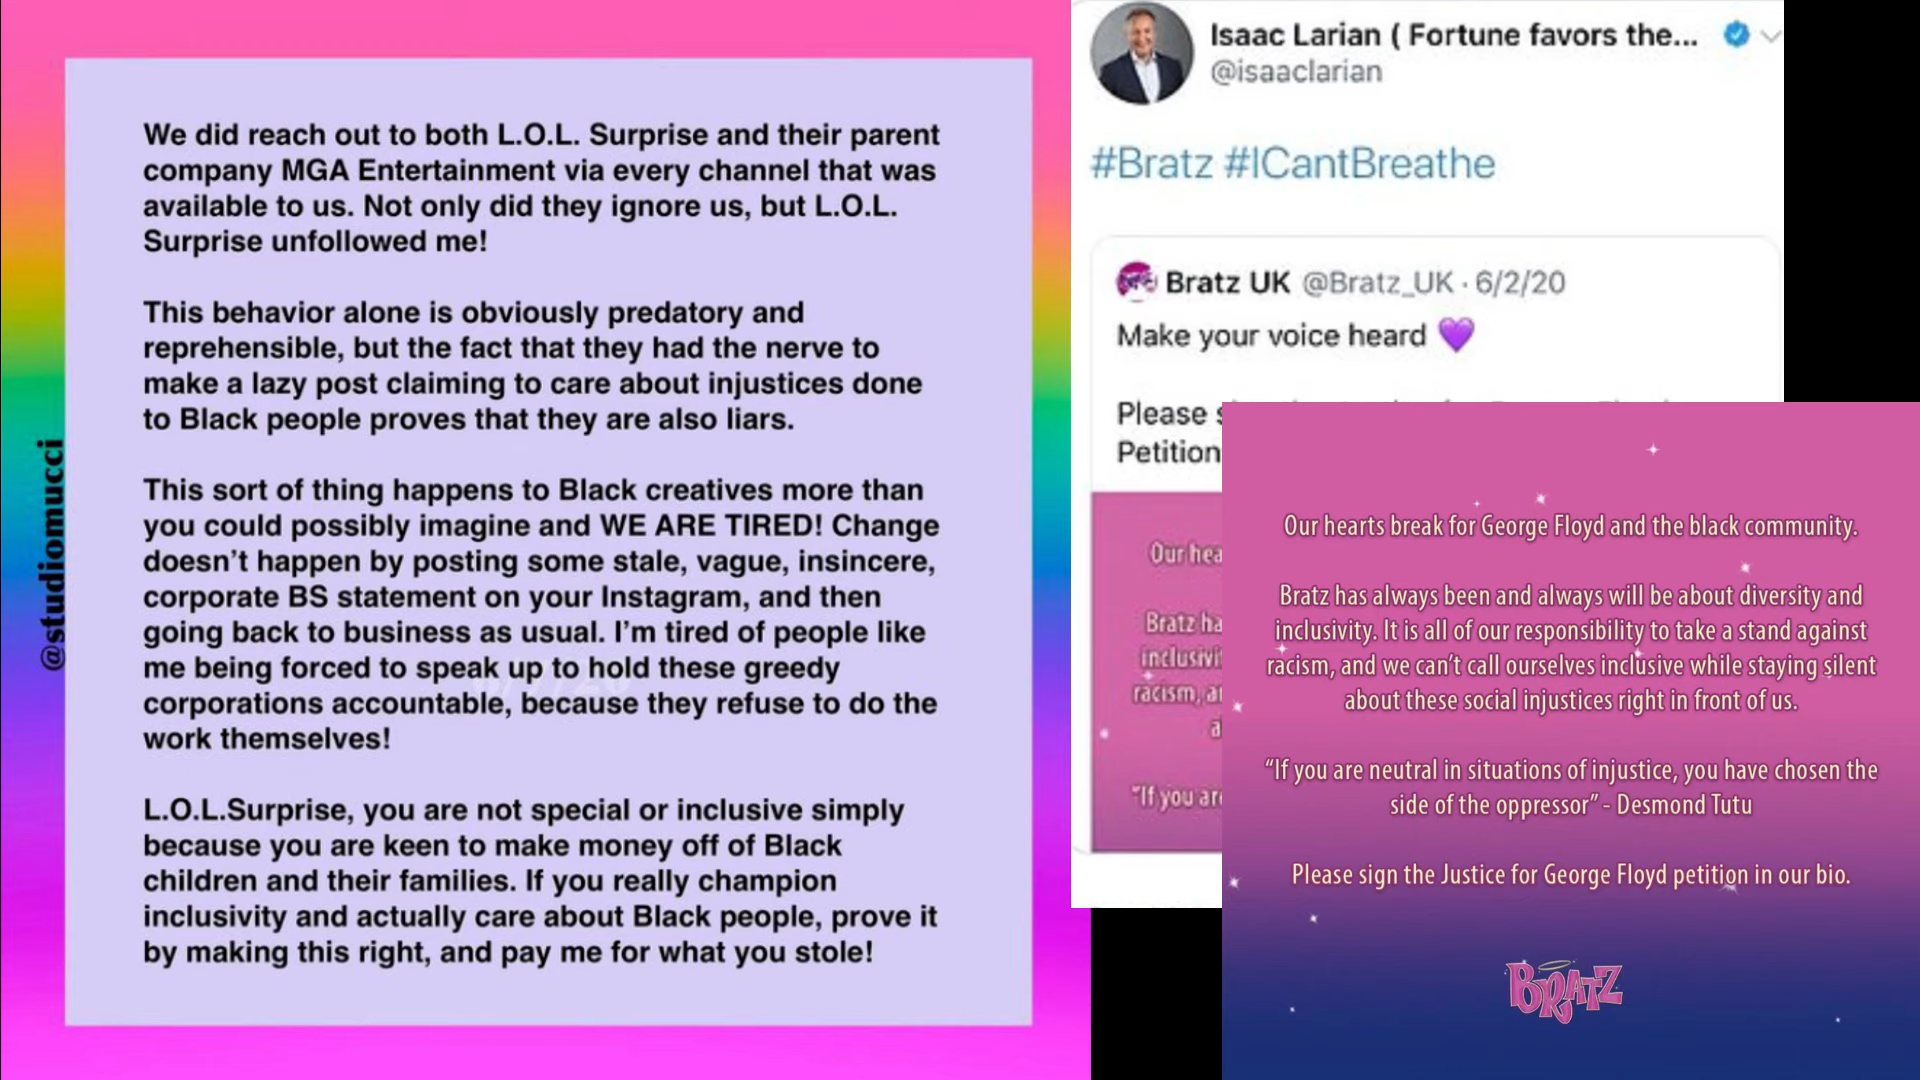 @studiomucci
We did reach out to both L.O.L. Surprise and their parent
company MGA Entertainment via every channel that was
available to us. Not only did they ignore us, but L.O.L.
Surprise unfollowed me!
This behavior alone is obviously predatory and
reprehensible, but the fact that they had the nerve to
make a lazy post claiming to care about injustices done
to Black people proves that they are also liars.
This sort of thing happens to Black creatives more than
you could possibly imagine and WE ARE TIRED! Change
doesn’t happen by posting some stale, vague, insincere,
corporate BS statement on your Instagram, and then
going back to business as usual. I’m tired of people like
me being forced to speak up to hold these greedy
corporations accountable, because they refuse to do the
work themselves!
L.O.L.Surprise, you are not special or inclusive simply
because you are keen to make money off of Black
children and their families. If you really champion
inclusivity and actually care about Black people, prove it
by making this right, and pay me for what you stole!
Isaac Larian ( Fortune favors the...
@isaaclarian
#Bratz #ICantBreathe
Bratz UK @Bratz_UK · 6/2/20
Make your voice heard 💜
Please
Petition
Our hea
Bratz ha
inclusivi
racism, a
a
"If you ar
Our hearts break for George Floyd and the black community.
Bratz has always been and always will be about diversity and
inclusivity. It is all of our responsibility to take a stand against
racism, and we can’t call ourselves inclusive while staying silent
about these social injustices right in front of us.
“If you are neutral in situations of injustice, you have chosen the
side of the oppressor” - Desmond Tutu
Please sign the Justice for George Floyd petition in our bio.
BRATZ